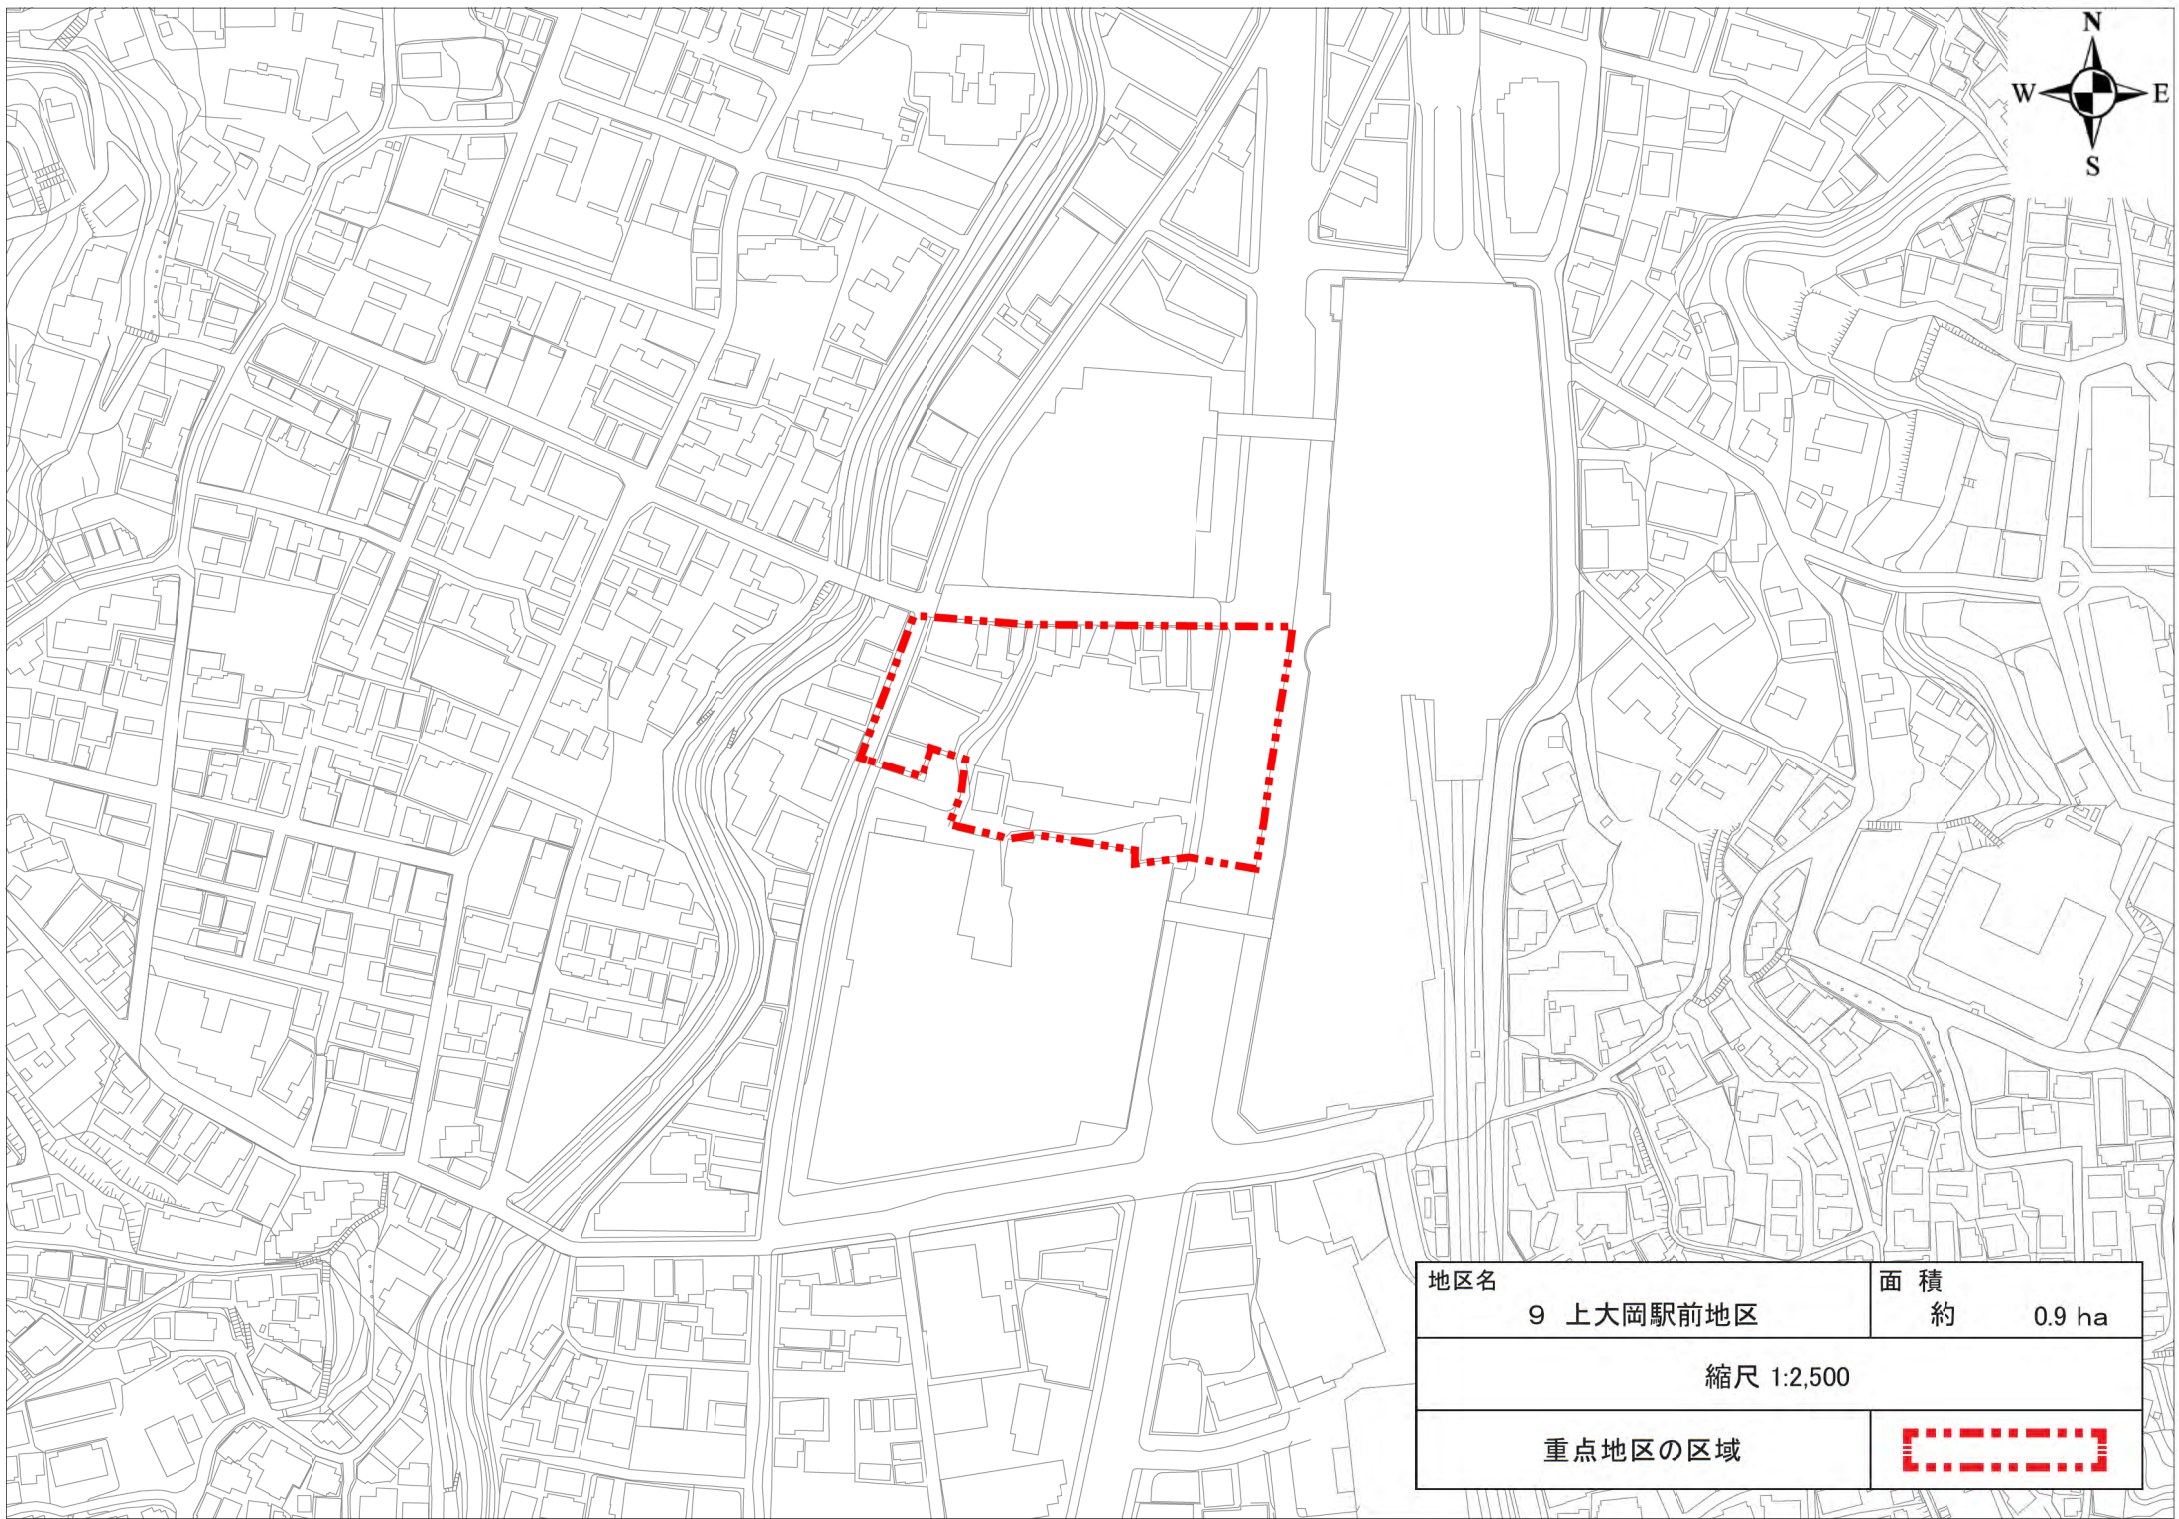 N
W E
S
地区名
9 上大岡駅前地区
面 積
約 0.9 ha
縮尺 1:2,500
重点地区の区域